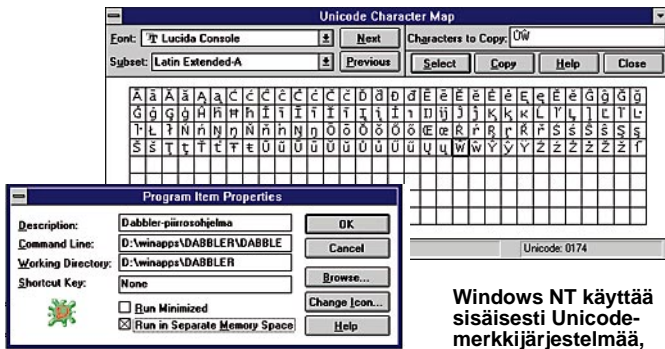 Unicode Character Map
Font: Lucida Console Next Characters to Copy:
Subset: Latin Extended-A Previous Select Copy Help Close
Ā ā Ă ă Ą ą Ć ć Ĉ ĉ Ċ ċ Č č Ď ď Đ đ Ē ē Ĕ ĕ Ė ė Ę ę Ě ě Ĝ ĝ Ğ ğ
Ġ ġ Ģ ģ Ĥ ĥ Ħ ħ Ĩ ĩ Ī ī Ĭ ĭ Į į İ ı Ĳ ĳ Ĵ ĵ Ķ ķ ĸ Ĺ ĺ Ļ ļ Ľ ľ Ŀ
ŀ Ł ł Ń ń Ņ ņ Ň ň ŉ Ŋ ŋ Ō ō Ŏ ŏ Ő ő Œ œ Ŕ ŕ Ŗ ŗ Ř ř Ś ś Ŝ ŝ Ş ş
Š š Ţ ţ Ť ť Ŧ ŧ Ũ ũ Ū ū Ŭ ŭ Ů ů Ű ű Ų ų Ŵ ŵ Ŷ ŷ Ÿ Ź ź Ż ż Ž ž ſ
Unicode: 0174
Program Item Properties
Description: Dabbler-piirrosohjelma OK
Command Line: D:\winapps\DABBLER\DABBLE Cancel
Working Directory: D:\winapps\DABBLER
Shortcut Key: None Browse...
Run Minimized Change Icon...
Run in Separate Memory Space Help
Windows NT käyttää
sisäisesti Unicode-
merkkijärjestelmää,